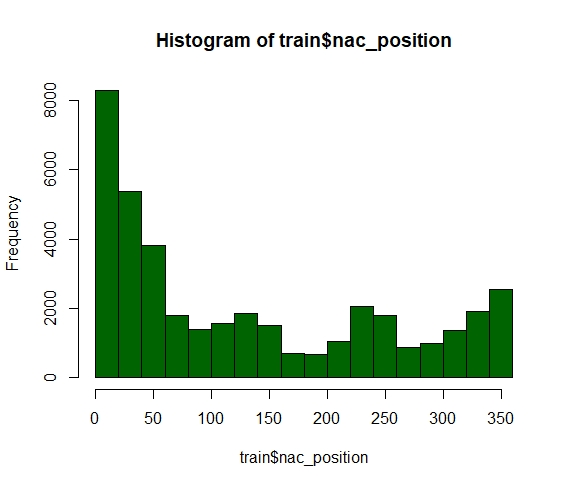 Histogram of train$nac_position
Frequency
8000
6000
4000
2000
0
0 50 100 150 200 250 300 350
train$nac_position